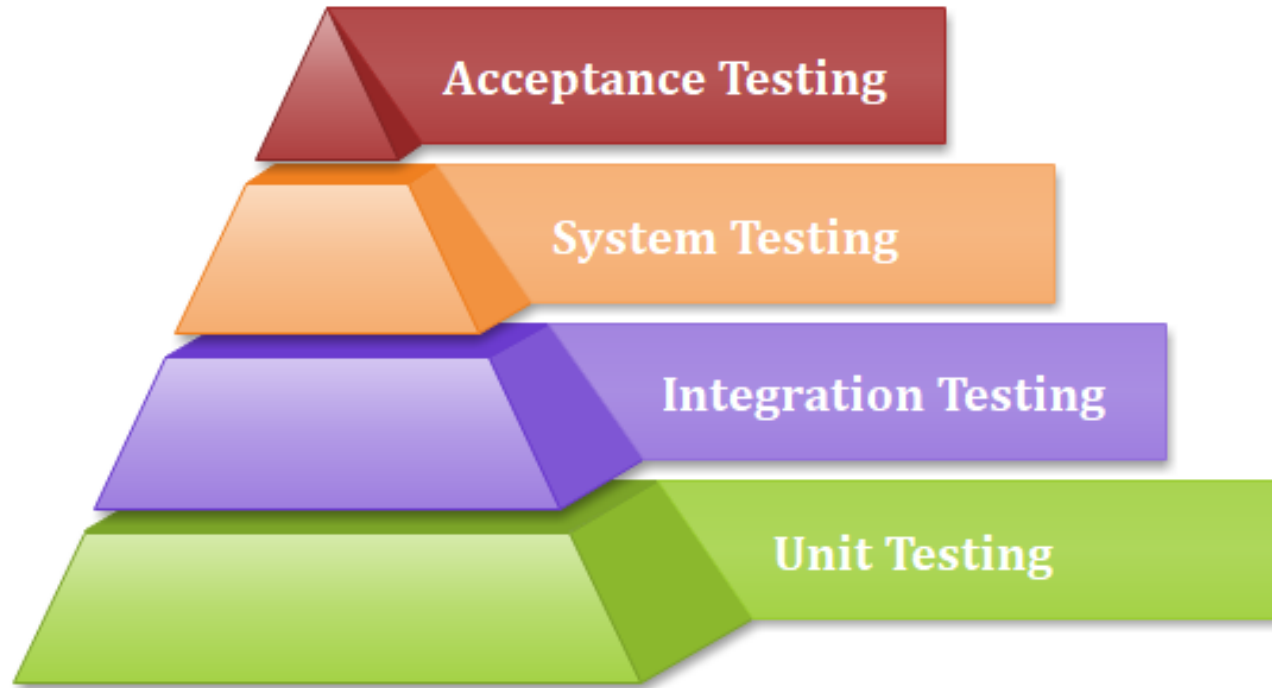 Acceptance Testing
System Testing
Integration Testing
Unit Testing